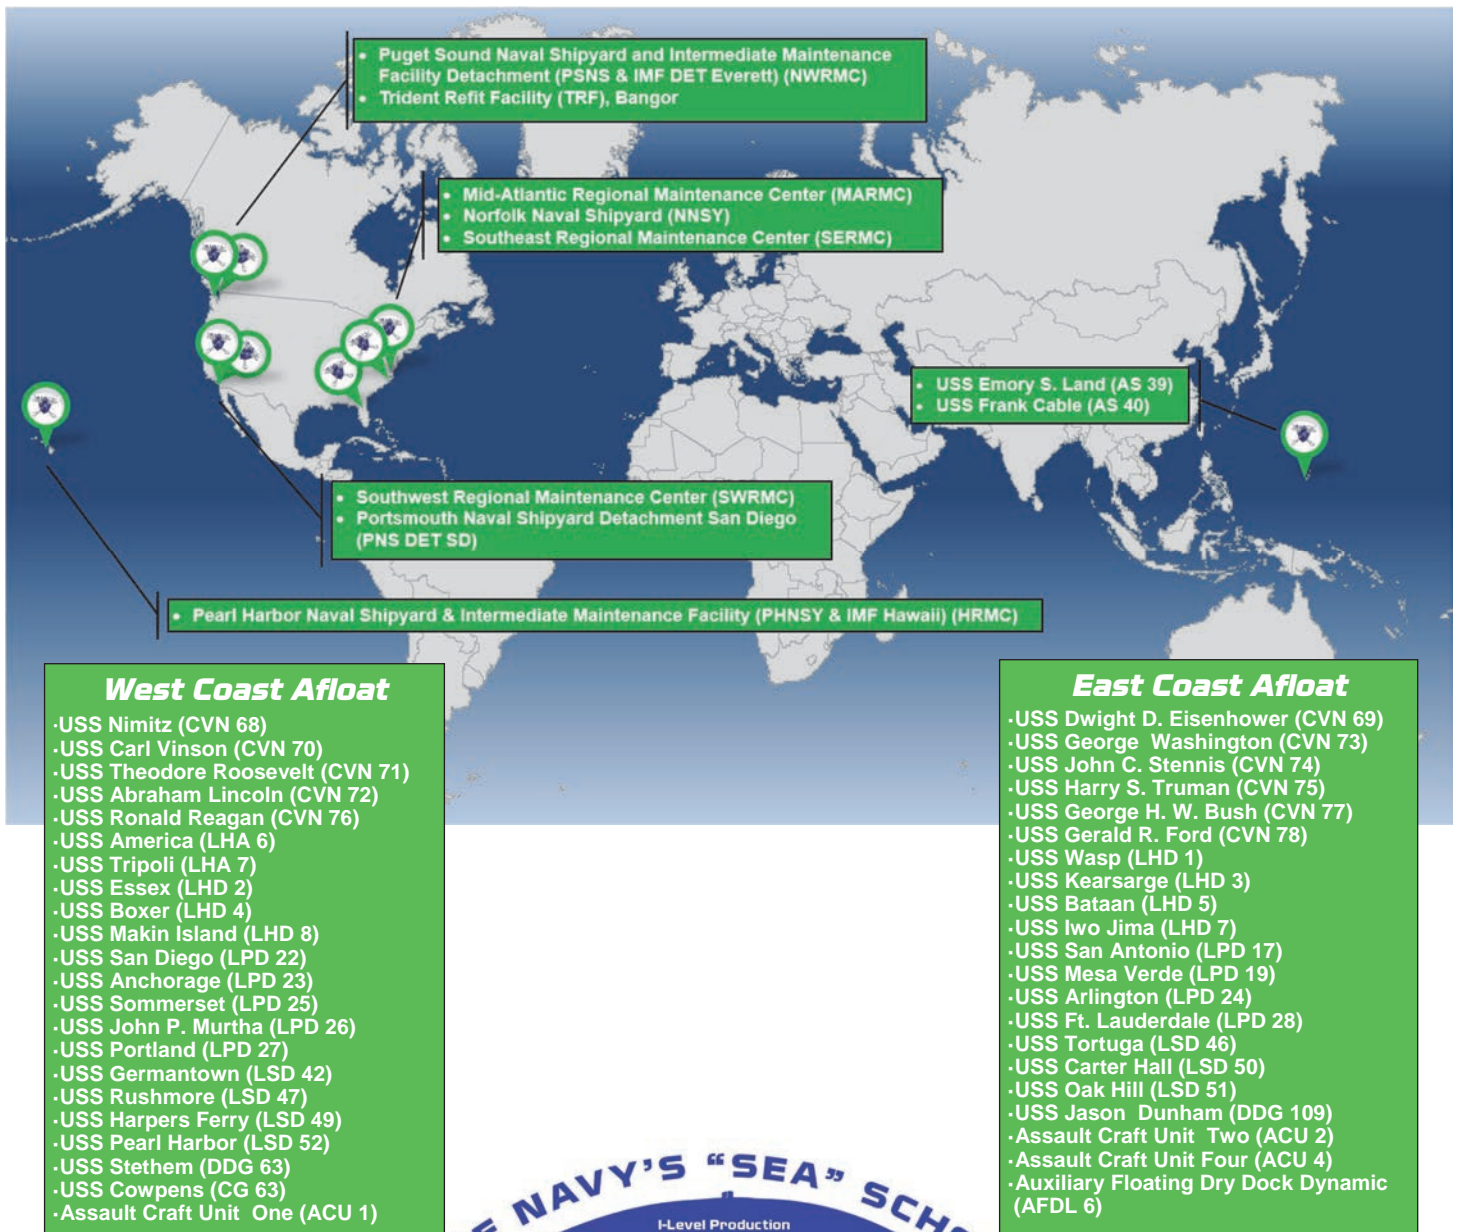 • Puget Sound Naval Shipyard and Intermediate Maintenance
Facility Detachment (PSNS & IMF DET Everett) (NWRMC)
• Trident Refit Facility (TRF), Bangor
• Mid-Atlantic Regional Maintenance Center (MARMC)
• Norfolk Naval Shipyard (NNSY)
• Southeast Regional Maintenance Center (SERMC)
• USS Emory S. Land (AS 39)
• USS Frank Cable (AS 40)
• Southwest Regional Maintenance Center (SWRMC)
• Portsmouth Naval Shipyard Detachment San Diego
(PNS DET SD)
• Pearl Harbor Naval Shipyard & Intermediate Maintenance Facility (PHNSY & IMF Hawaii) (HRMC)
West Coast Afloat
·USS Nimitz (CVN 68)
·USS Carl Vinson (CVN 70)
·USS Theodore Roosevelt (CVN 71)
·USS Abraham Lincoln (CVN 72)
·USS Ronald Reagan (CVN 76)
·USS America (LHA 6)
·USS Tripoli (LHA 7)
·USS Essex (LHD 2)
·USS Boxer (LHD 4)
·USS Makin Island (LHD 8)
·USS San Diego (LPD 22)
·USS Anchorage (LPD 23)
·USS Sommerset (LPD 25)
·USS John P. Murtha (LPD 26)
·USS Portland (LPD 27)
·USS Germantown (LSD 42)
·USS Rushmore (LSD 47)
·USS Harpers Ferry (LSD 49)
·USS Pearl Harbor (LSD 52)
·USS Stethem (DDG 63)
·USS Cowpens (CG 63)
·Assault Craft Unit One (ACU 1)
East Coast Afloat
·USS Dwight D. Eisenhower (CVN 69)
·USS George Washington (CVN 73)
·USS John C. Stennis (CVN 74)
·USS Harry S. Truman (CVN 75)
·USS George H. W. Bush (CVN 77)
·USS Gerald R. Ford (CVN 78)
·USS Wasp (LHD 1)
·USS Kearsarge (LHD 3)
·USS Bataan (LHD 5)
·USS Iwo Jima (LHD 7)
·USS San Antonio (LPD 17)
·USS Mesa Verde (LPD 19)
·USS Arlington (LPD 24)
·USS Ft. Lauderdale (LPD 28)
·USS Tortuga (LSD 46)
·USS Carter Hall (LSD 50)
·USS Oak Hill (LSD 51)
·USS Jason Dunham (DDG 109)
·Assault Craft Unit Two (ACU 2)
·Assault Craft Unit Four (ACU 4)
·Auxiliary Floating Dry Dock Dynamic
(AFDL 6)
NAVY'S "SEA"
I-Level Production